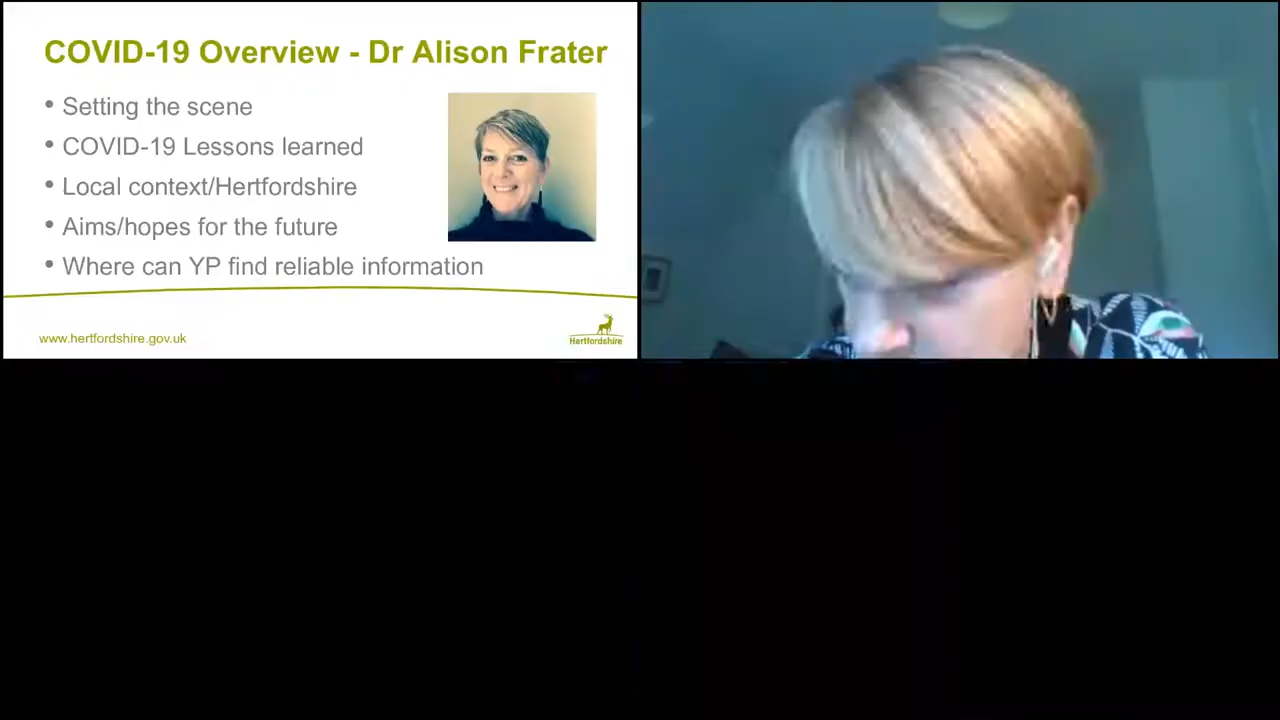 COVID-19 Overview - Dr Alison Frater
• Setting the scene
• COVID-19 Lessons learned
• Local context/Hertfordshire
• Aims/hopes for the future
• Where can YP find reliable information
www.hertfordshire.gov.uk
Hertfordshire